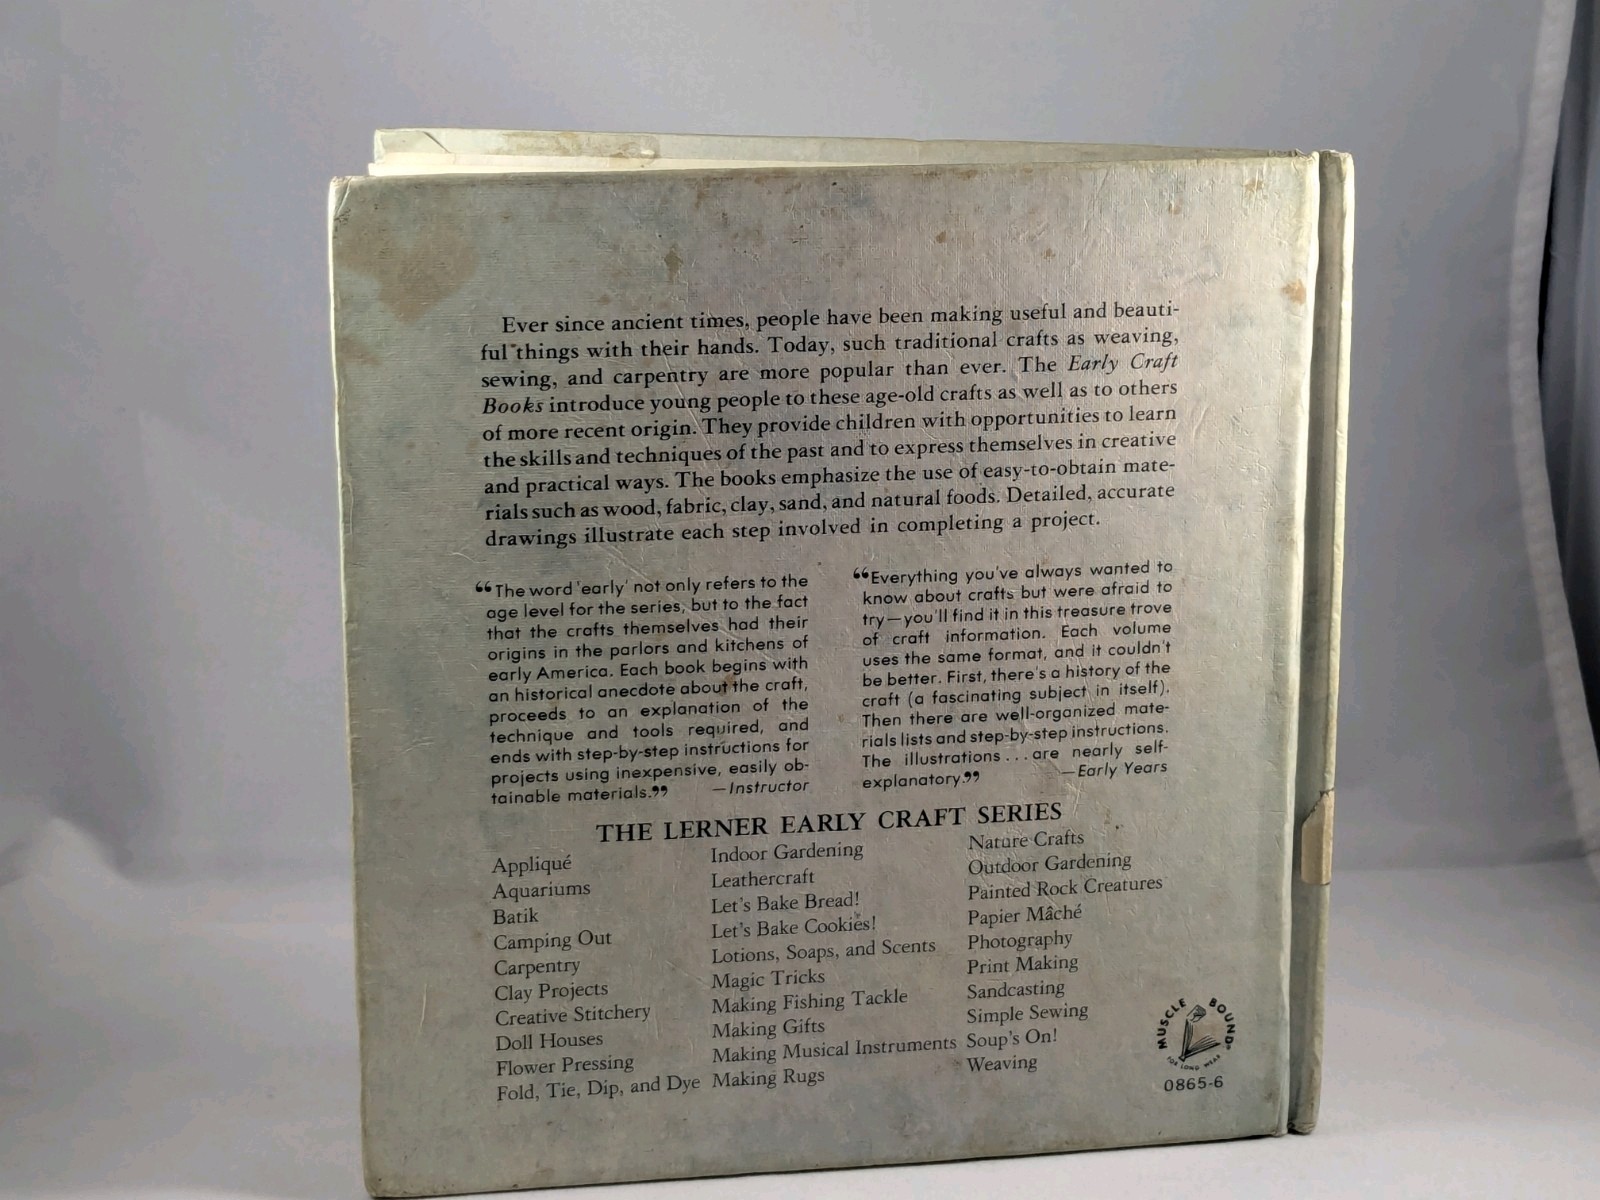 Ever since ancient times, people have been making useful and beauti-
ful things with their hands. Today, such traditional crafts as weaving,
sewing, and carpentry are more popular than ever. The Early Craft
Books introduce young people to these age-old crafts as well as to others
of more recent origin. They provide children with opportunities to learn
the skills and techniques of the past and to express themselves in creative
and practical ways. The books emphasize the use of easy-to-obtain mate-
rials such as wood, fabric, clay, sand, and natural foods. Detailed, accurate
drawings illustrate each step involved in completing a project.
“The word 'early' not only refers to the
age level for the series, but to the fact
that the crafts themselves had their
origins in the parlors and kitchens of
early America. Each book begins with
an historical anecdote about the craft,
proceeds to an explanation of the
technique and tools required, and
ends with step-by-step instructions for
projects using inexpensive, easily ob-
tainable materials.” —Instructor
“Everything you've always wanted to
know about crafts but were afraid to
try—you'll find it in this treasure trove
of craft information. Each volume
uses the same format, and it couldn't
be better. First, there's a history of the
craft (a fascinating subject in itself).
Then there are well-organized mate-
rials lists and step-by-step instructions.
The illustrations...are nearly self-
explanatory.” —Early Years
THE LERNER EARLY CRAFT SERIES
Appliqué
Aquariums
Batik
Camping Out
Carpentry
Clay Projects
Creative Stitchery
Doll Houses
Flower Pressing
Fold, Tie, Dip, and Dye
Indoor Gardening
Leathercraft
Let's Bake Bread!
Let's Bake Cookies!
Lotions, Soaps, and Scents
Magic Tricks
Making Fishing Tackle
Making Gifts
Making Musical Instruments
Making Rugs
Nature Crafts
Outdoor Gardening
Painted Rock Creatures
Papier Mâché
Photography
Print Making
Sandcasting
Simple Sewing
Soup's On!
Weaving
MUSCLE BOUND®
FOR LONG WEAR
0865-6